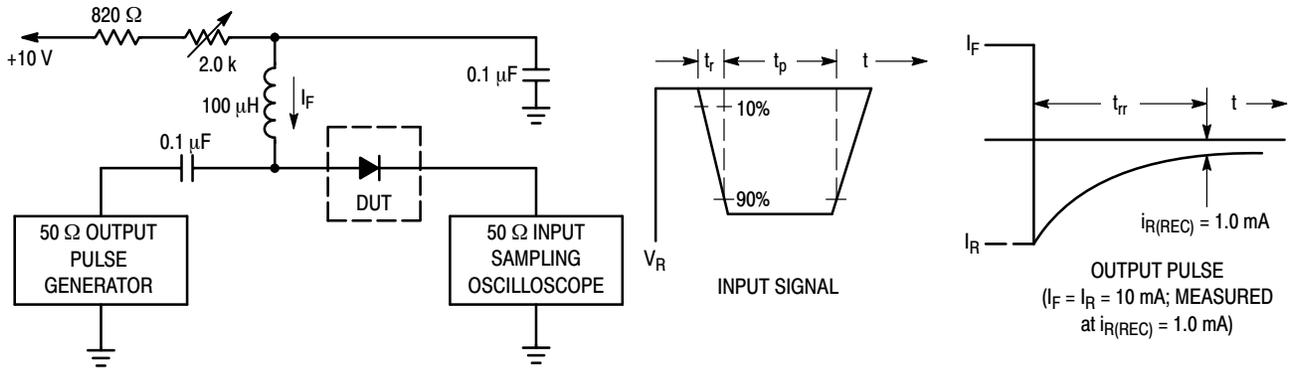 820 Ω
+10 V
2.0 k
100 μH
I_F
0.1 μF
0.1 μF
DUT
50 Ω OUTPUT
PULSE
GENERATOR
50 Ω INPUT
SAMPLING
OSCILLOSCOPE
t_r
t_p
t
10%
90%
V_R
INPUT SIGNAL
I_F
t_rr
t
I_R
i_R(REC) = 1.0 mA
OUTPUT PULSE
(I_F = I_R = 10 mA; MEASURED
at i_R(REC) = 1.0 mA)